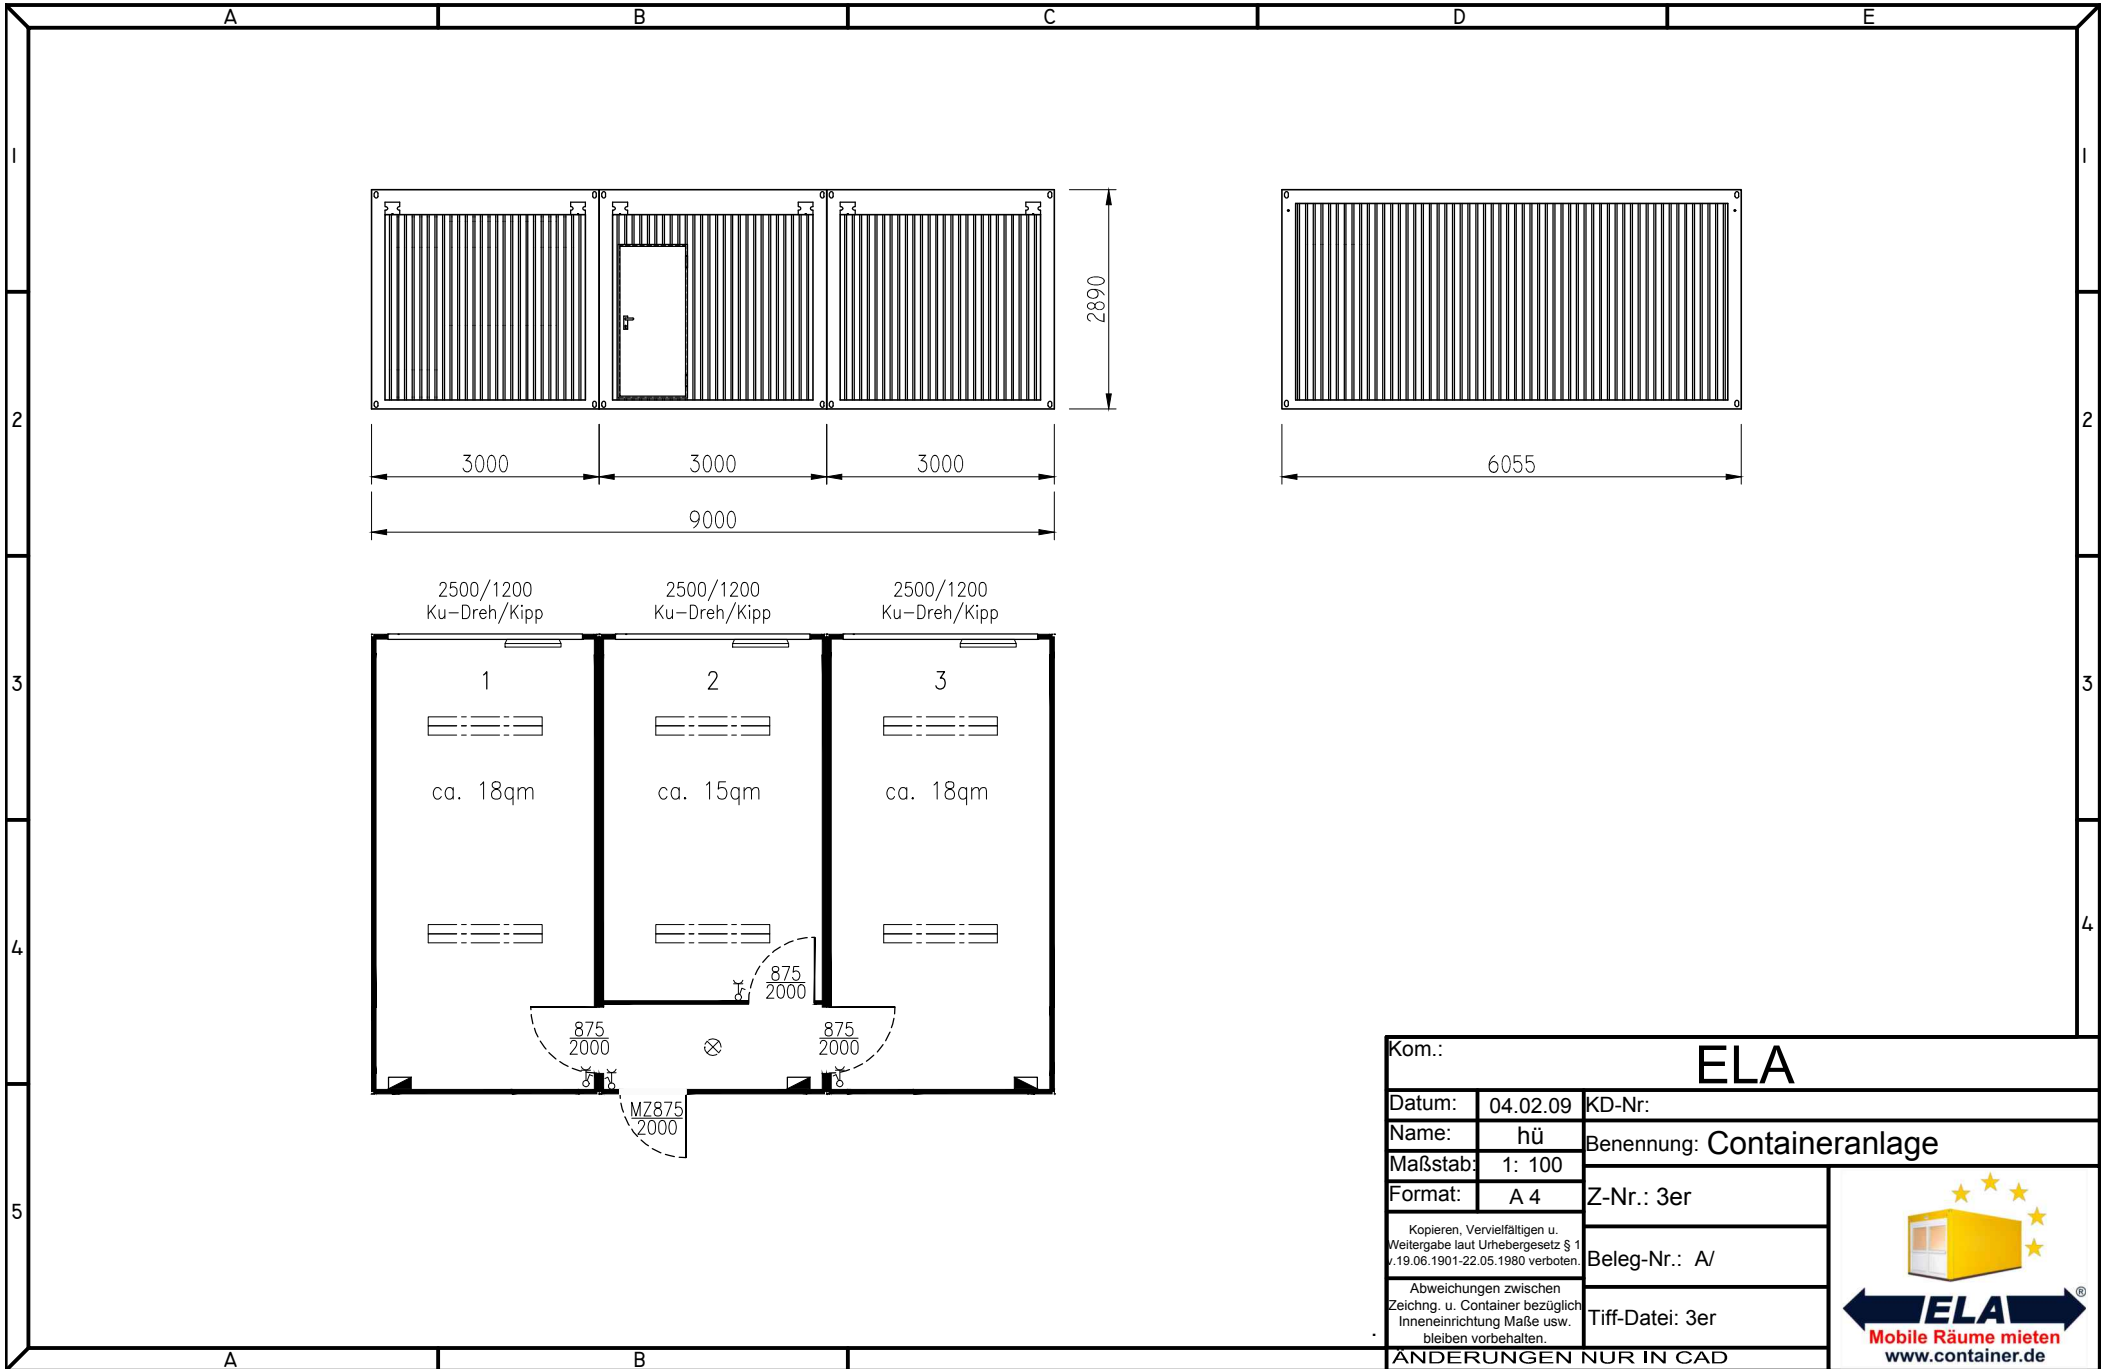 A B C D E
1 1
2890
2 2
3000 3000 3000 6055
9000
2500/1200 2500/1200 2500/1200
Ku-Dreh/Kipp Ku-Dreh/Kipp Ku-Dreh/Kipp
1 2 3
3 3
ca. 18qm ca. 15qm ca. 18qm
4 4
875
2000
875 875
2000 2000
MZ875
2000
5
Kom.: ELA
Datum: 04.02.09 KD-Nr:
Name: hü
Benennung: Containeranlage
Maßstab: 1: 100
Format: A 4
Z-Nr.: 3er
Kopieren, Vervielfältigen u.
Weitergabe laut Urhebergesetz § 1
v.19.06.1901-22.05.1980 verboten.
Beleg-Nr.: A/
Abweichungen zwischen
Zeichng. u. Container bezüglich
Inneneinrichtung Maße usw.
bleiben vorbehalten.
Tiff-Datei: 3er
ÄNDERUNGEN NUR IN CAD
ELA ®
Mobile Räume mieten
www.container.de
A B